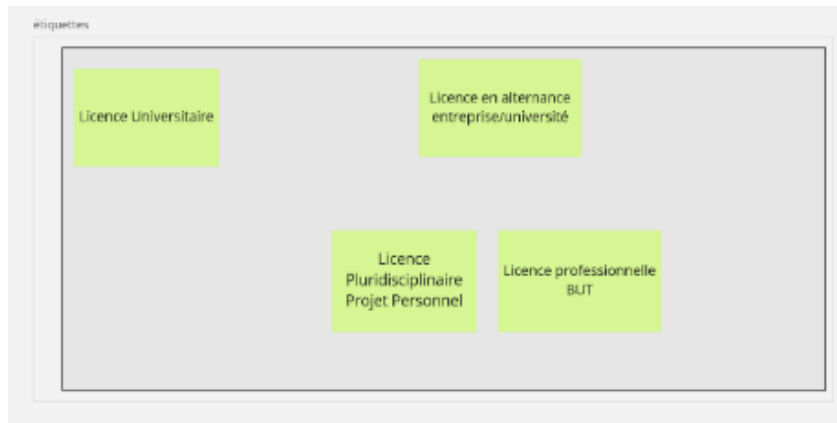 étiquettes
Licence Universitaire
Licence en alternance
entreprise/université
Licence
Pluridisciplinaire
Projet Personnel
Licence professionnelle
BUT